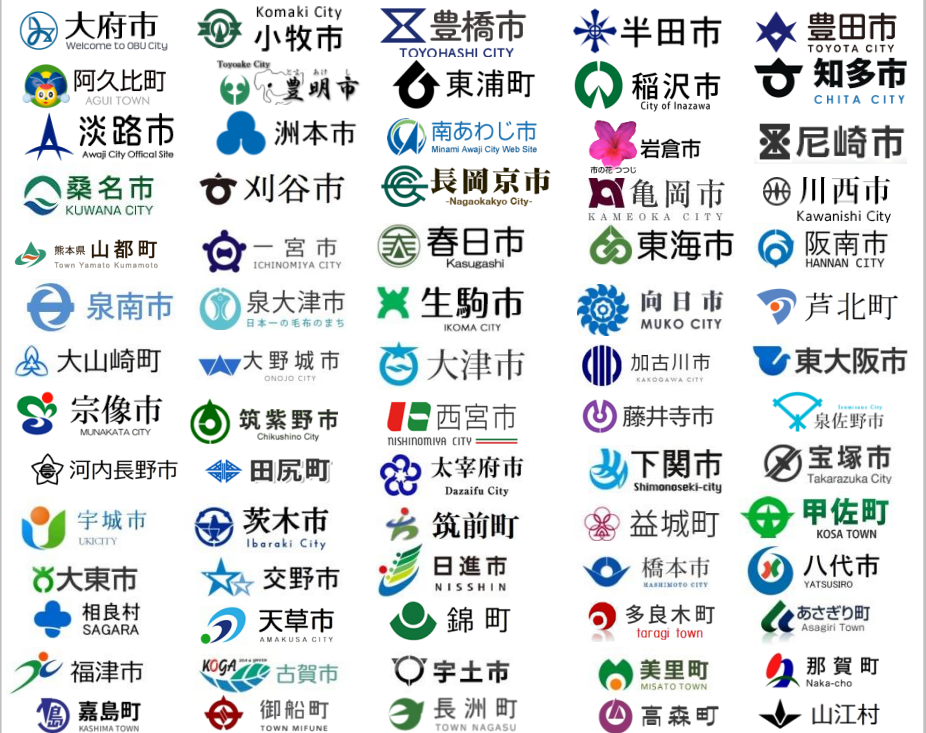 大府市
Welcome to OBU City
Komaki City
小牧市
豊橋市
TOYOHASHI CITY
半田市
豊田市
TOYOTA CITY
阿久比町
AGUI TOWN
Toyoake City
とよ あけ し
豊明市
東浦町
稲沢市
City of Inazawa
知多市
CHITA CITY
淡路市
Awaji City Offical Site
洲本市
南あわじ市
Minami Awaji City Web Site
岩倉市
市の花 つつじ
尼崎市
桑名市
KUWANA CITY
刈谷市
長岡京市
-Nagaokakyo City-
亀岡市
KAMEOKA CITY
川西市
Kawanishi City
熊本県 山都町
Town Yamato Kumamoto
一宮市
ICHINOMIYA CITY
春日市
Kasugashi
東海市
阪南市
HANNAN CITY
泉南市
泉大津市
日本一の毛布のまち
生駒市
IKOMA CITY
向日市
MUKO CITY
芦北町
大山崎町
大野城市
ONOJO CITY
大津市
加古川市
KAKOGAWA CITY
東大阪市
宗像市
MUNAKATA CITY
筑紫野市
Chikushino City
西宮市
NISHINOMIYA CITY
藤井寺市
Izumisano City
泉佐野市
河内長野市
田尻町
太宰府市
Dazaifu City
下関市
Shimonoseki-city
宝塚市
Takarazuka City
宇城市
UKICITY
茨木市
Ibaraki City
筑前町
益城町
甲佐町
KOSA TOWN
大東市
交野市
日進市
NISSHIN
橋本市
HASHIMOTO CITY
八代市
YATSUSIRO
相良村
SAGARA
天草市
AMAKUSA CITY
錦町
多良木町
taragi town
あさぎり町
Asagiri Town
福津市
KOGA
古賀市
宇土市
美里町
MISATO TOWN
那賀町
Naka-cho
嘉島町
KASHIMA TOWN
御船町
TOWN MIFUNE
長洲町
TOWN NAGASU
高森町
山江村